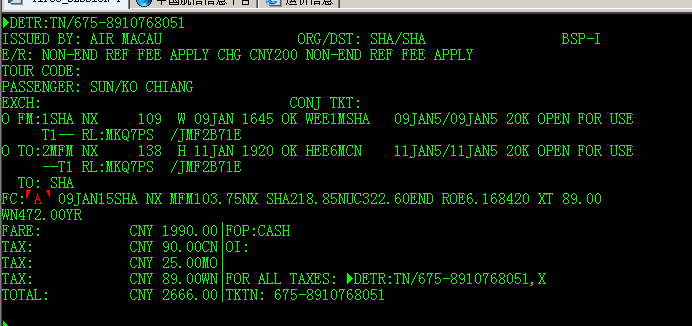 中国航信信息平台 运价信息
▶DETR:TN/675-8910768051
ISSUED BY: AIR MACAU ORG/DST: SHA/SHA BSP-I
E/R: NON-END REF FEE APPLY CHG CNY200 NON-END REF FEE APPLY
TOUR CODE:
PASSENGER: SUN/KO CHIANG
EXCH: CONJ TKT:
O FM:1SHA NX 109 W 09JAN 1645 OK WEE1MSHA 09JAN5/09JAN5 20K OPEN FOR USE
T1-- RL:MKQ7PS /JMF2B71E
O TO:2MFM NX 138 H 11JAN 1920 OK HEE6MCN 11JAN5/11JAN5 20K OPEN FOR USE
--T1 RL:MKQ7PS /JMF2B71E
TO: SHA
FC: A 09JAN15SHA NX MFM103.75NX SHA218.85NUC322.60END ROE6.168420 XT 89.00
WN472.00YR
FARE: CNY 1990.00|FOP:CASH
TAX: CNY 90.00CN|OI:
TAX: CNY 25.00MO|
TAX: CNY 89.00WN|FOR ALL TAXES: ▶DETR:TN/675-8910768051,X
TOTAL: CNY 2666.00|TKTN: 675-8910768051
▶